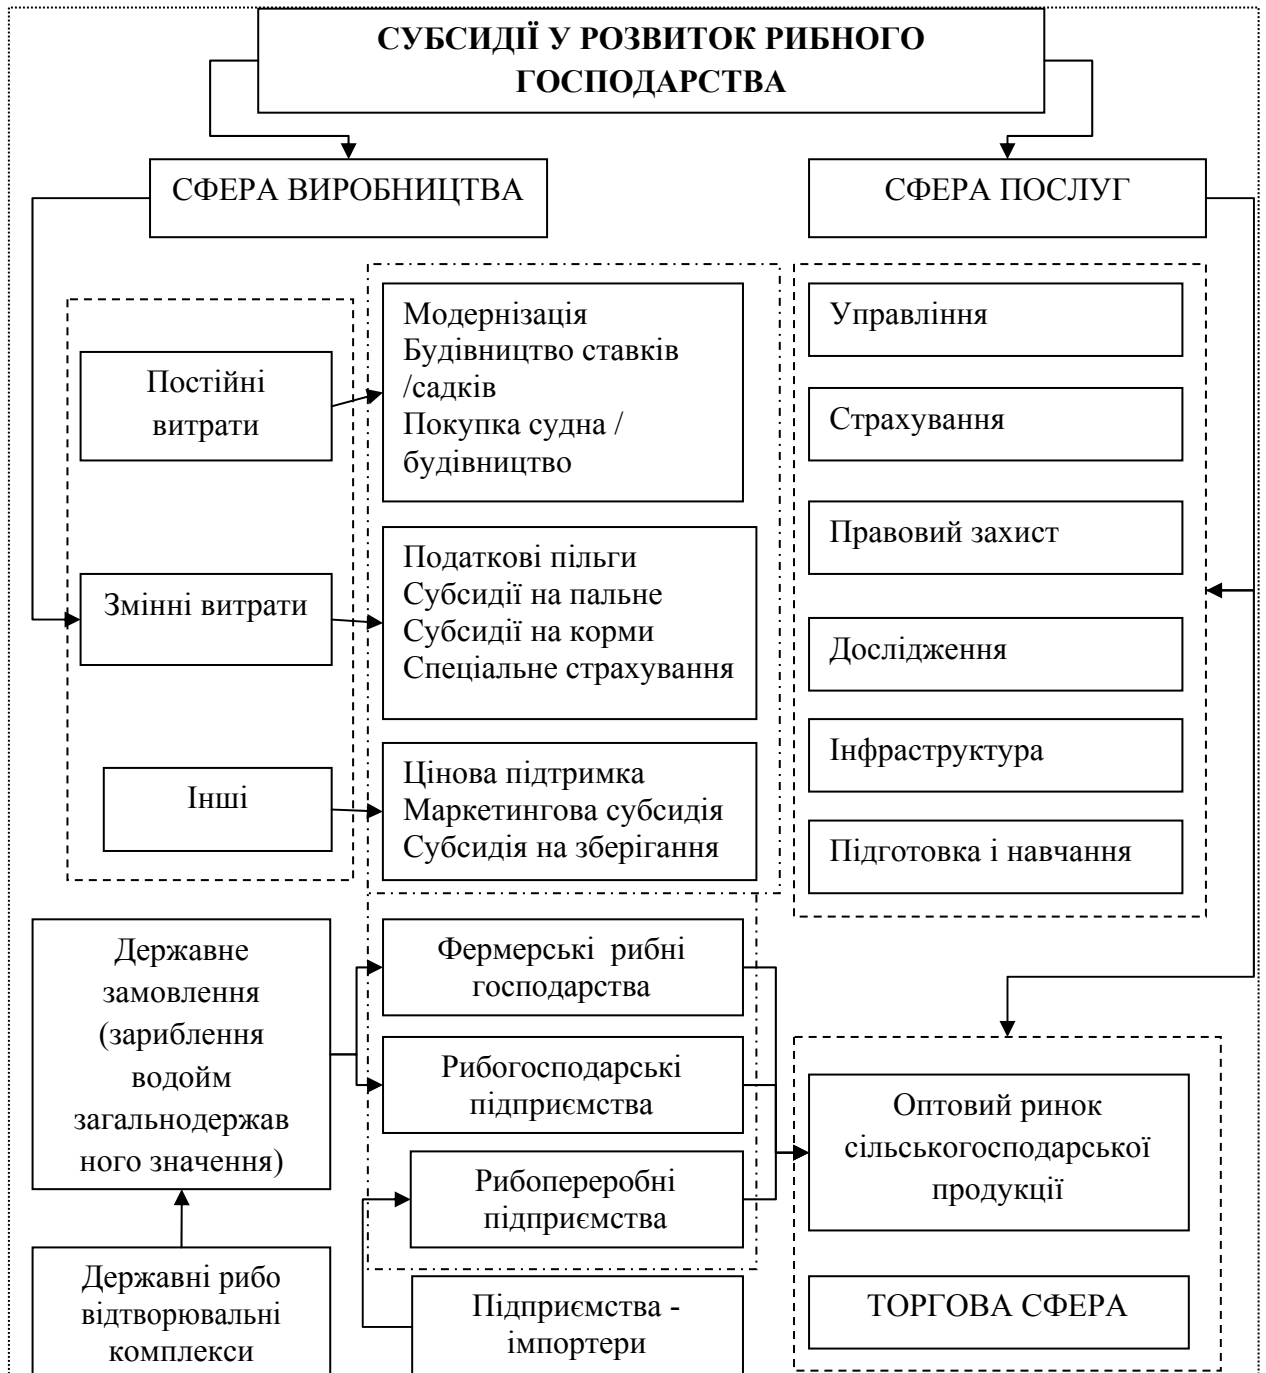 СУБСИДІЇ У РОЗВИТОК РИБНОГО
ГОСПОДАРСТВА
СФЕРА ВИРОБНИЦТВА
СФЕРА ПОСЛУГ
Постійні
витрати
Модернізація
Будівництво ставків
/садків
Покупка судна /
будівництво
Змінні витрати
Податкові пільги
Субсидії на пальне
Субсидії на корми
Спеціальне страхування
Інші
Цінова підтримка
Маркетингова субсидія
Субсидія на зберігання
Управління
Страхування
Правовий захист
Дослідження
Інфраструктура
Підготовка і навчання
Державне
замовлення
(зариблення
водойм
загальнодержав
ного значення)
Фермерські рибні
господарства
Рибогосподарські
підприємства
Рибопереробні
підприємства
Оптовий ринок
сільськогосподарської
продукції
Державні рибо
відтворювальні
комплекси
Підприємства -
імпортери
ТОРГОВА СФЕРА